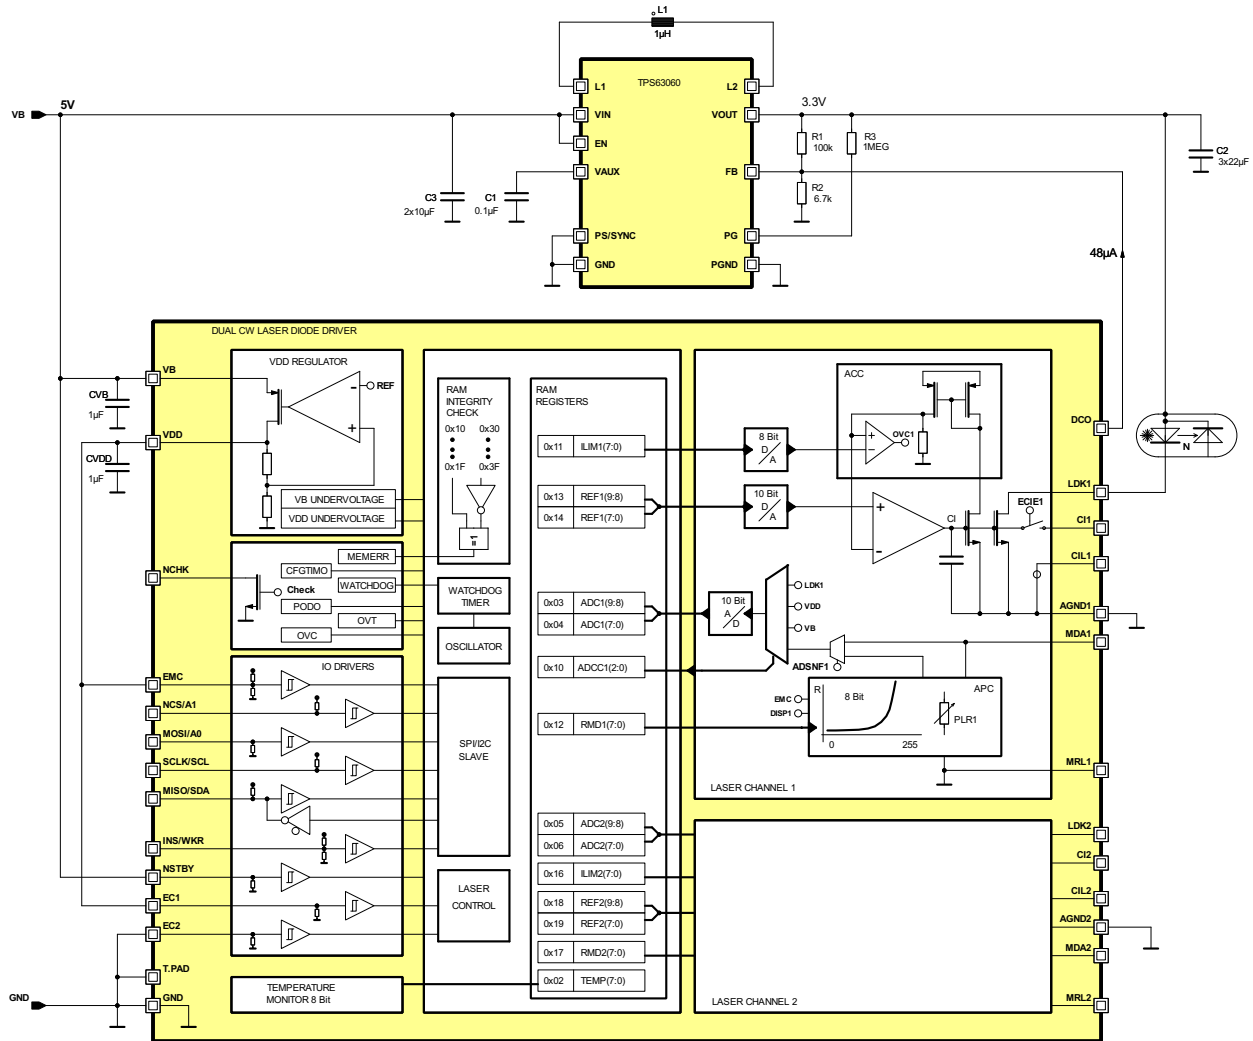 L1
1µH
TPS63060
L1
L2
VB
5V
VIN
VOUT
3.3V
EN
R1
100k
R3
1MEG
C2
3x22µF
VAUX
FB
C3
2x10µF
C1
0.1µF
R2
6.7k
PS/SYNC
PG
GND
PGND
48µA
DUAL CW LASER DIODE DRIVER
VDD REGULATOR
REF
VB
CVB
1µF
VDD
CVDD
1µF
VB UNDERVOLTAGE
VDD UNDERVOLTAGE
RAM
INTEGRITY
CHECK
0x10
0x30
0x1F
0x3F
=1
MEMERR
RAM
REGISTERS
0x11
ILIM1(7:0)
0x13
REF1(9:8)
0x14
REF1(7:0)
8 Bit
D
A
10 Bit
D
A
ACC
OVC1
CI
DCO
N
LDK1
ECIE1
CI1
CIL1
AGND1
MDA1
NCHK
Check
CFGTIMO
WATCHDOG
PODO
OVT
OVC
WATCHDOG
TIMER
OSCILLATOR
0x03
ADC1(9:8)
0x04
ADC1(7:0)
10 Bit
A
D
LDK1
VDD
VB
0x10
ADCC1(2:0)
ADSNF1
EMC
DISP1
R
8 Bit
0
255
APC
PLR1
0x12
RMD1(7:0)
MRL1
LASER CHANNEL 1
IO DRIVERS
EMC
NCS/A1
MOSI/A0
SCLK/SCL
MISO/SDA
INS/WKR
NSTBY
EC1
EC2
T.PAD
GND
GND
SPI/I2C
SLAVE
LASER
CONTROL
TEMPERATURE
MONITOR 8 Bit
0x05
ADC2(9:8)
0x06
ADC2(7:0)
0x16
ILIM2(7:0)
0x18
REF2(9:8)
0x19
REF2(7:0)
0x17
RMD2(7:0)
0x02
TEMP(7:0)
LASER CHANNEL 2
LDK2
CI2
CIL2
AGND2
MDA2
MRL2